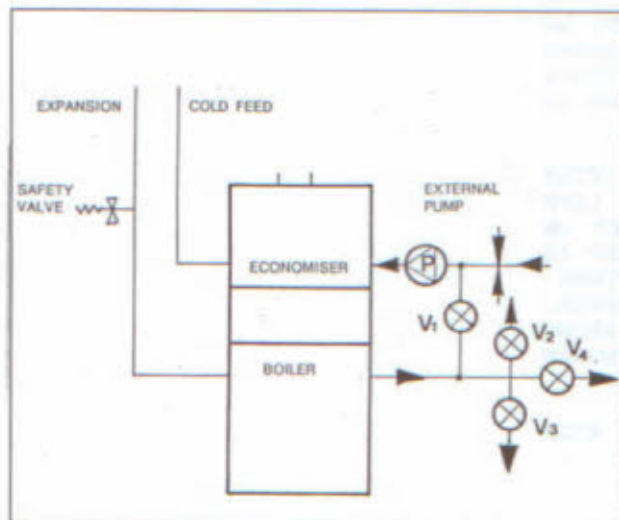 EXPANSION
COLD FEED
SAFETY
VALVE
EXTERNAL
PUMP
ECONOMISER
P
V1
V2
V4
BOILER
V3